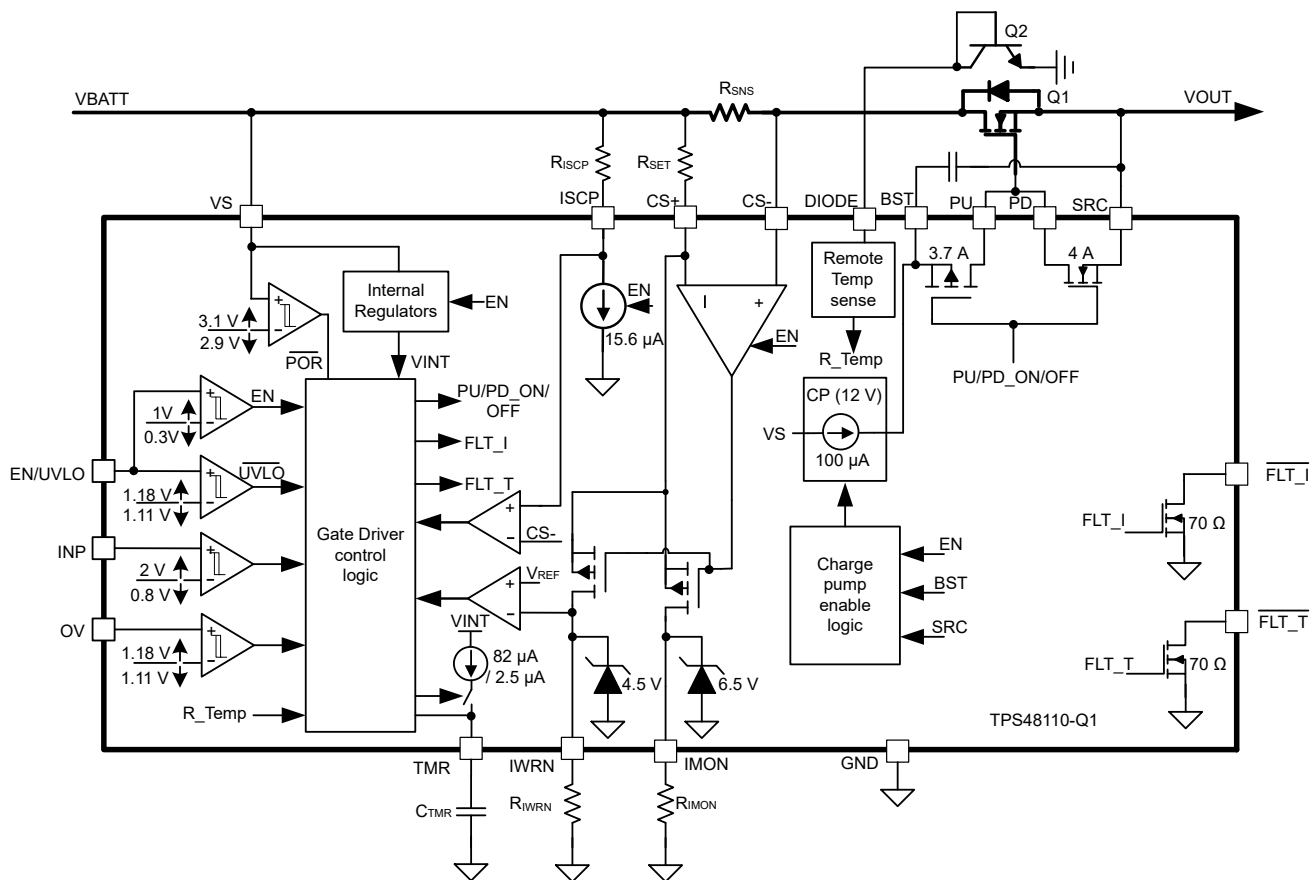 Q2
RSNS
Q1
VBATT
VOUT
RISCP
RSET
VS
ISCP
CS+
CS-
DIODE
BST
PU
PD
SRC
3.7 A
4 A
Internal
Regulators
EN
EN
15.6 µA
I
+
EN
Remote
Temp
sense
R_Temp
PU/PD_ON/OFF
+
−
3.1 V
2.9 V
POR
VINT
+
−
1V
0.3V
EN
PU/PD_ON/
OFF
FLT_I
FLT_T
CP (12 V)
VS
100 µA
EN/UVLO
+
−
1.18 V
1.11 V
UVLO
Gate Driver
control
logic
+
−
CS-
FLT_I
FLT_I
70 Ω
INP
+
−
2 V
0.8 V
VREF
+
−
Charge
pump
enable
logic
EN
BST
SRC
OV
+
−
1.18 V
1.11 V
VINT
82 µA
/ 2.5 µA
4.5 V
6.5 V
FLT_T
FLT_T
70 Ω
R_Temp
TPS48110-Q1
TMR
IWRN
IMON
GND
CTMR
RIWRN
RIMON